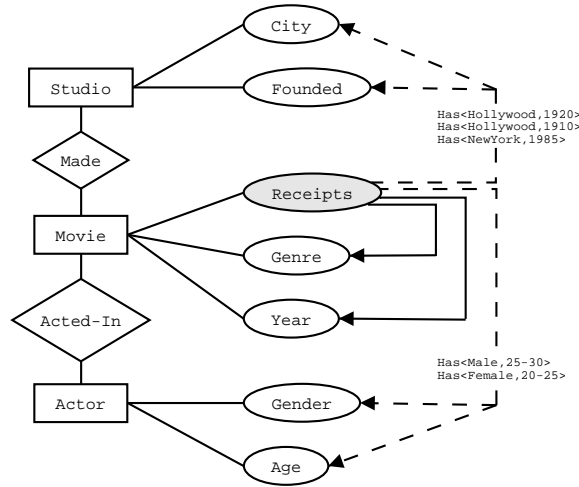 City
Studio
Founded
Has<Hollywood,1920>
Has<Hollywood,1910>
Has<NewYork,1985>
Made
Receipts
Movie
Genre
Acted-In
Year
Has<Male,25-30>
Has<Female,20-25>
Actor
Gender
Age